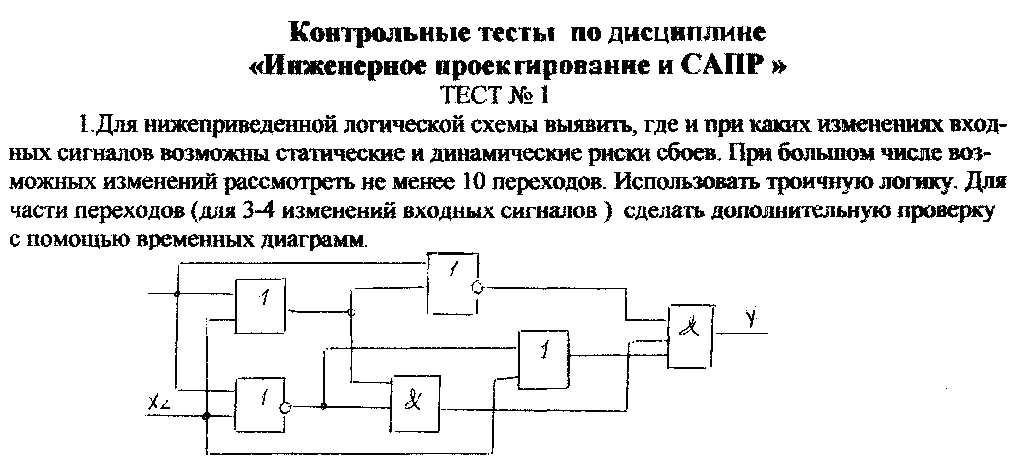 Контрольные тесты по дисциплине
«Инженерное проектирование и САПР »
ТЕСТ № 1
1.Для нижеприведенной логической схемы выявить, где и при каких изменениях вход-
ных сигналов возможны статические и динамические риски сбоев. При большом числе воз-
можных изменений рассмотреть не менее 10 переходов. Использовать троичную логику. Для
части переходов (для 3-4 изменений входных сигналов ) сделать дополнительную проверку
с помощью временных диаграмм.
1
1
& y
1
x2 1 &